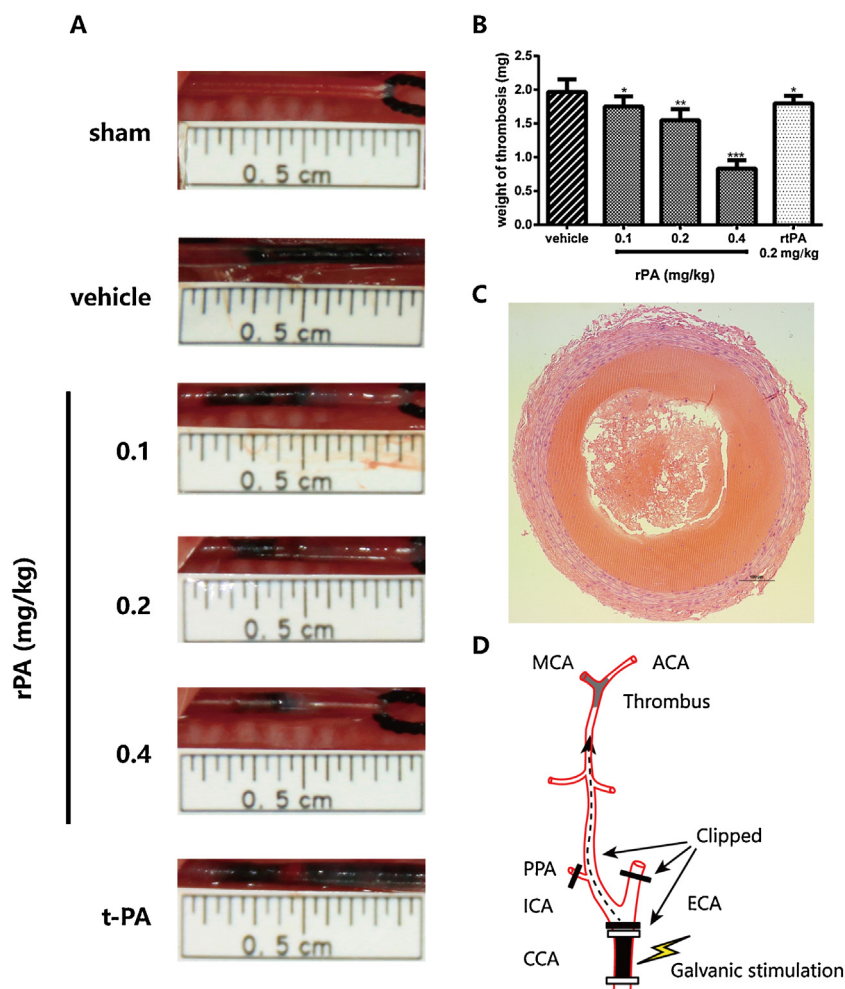 A
sham
0. 5 cm
vehicle
0. 5 cm
rPA (mg/kg)
0.1
0. 5 cm
0.2
0. 5 cm
0.4
0. 5 cm
t-PA
0. 5 cm
B
weight of thrombosis (mg)
2.5
2.0
1.5
1.0
0.5
0.0
*
**
***
*
vehicle
0.1
0.2
0.4
rtPA
0.2 mg/kg
rPA (mg/kg)
C
D
MCA
ACA
Thrombus
Clipped
PPA
ICA
ECA
CCA
Galvanic stimulation